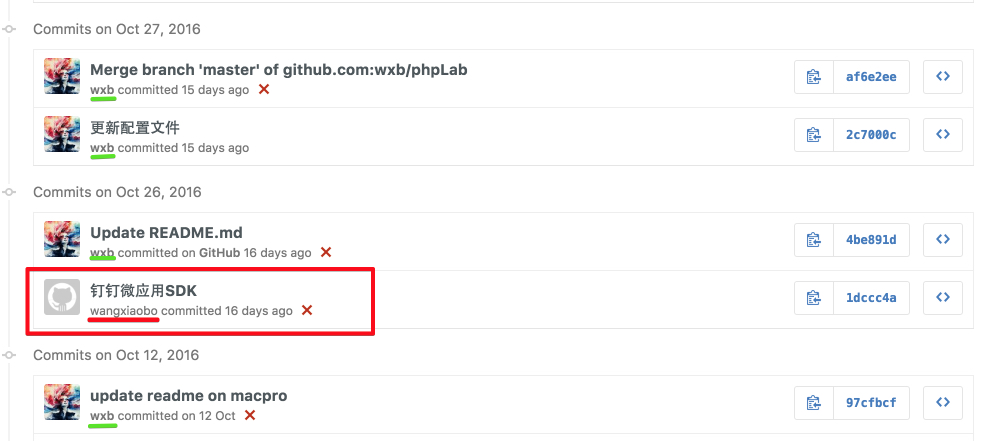 Commits on Oct 27, 2016
Merge branch 'master' of github.com:wxb/phpLab
wxb committed 15 days ago
af6e2ee
更新配置文件
wxb committed 15 days ago
2c7000c
Commits on Oct 26, 2016
Update README.md
wxb committed on GitHub 16 days ago
4be891d
钉钉微应用SDK
wangxiaobo committed 16 days ago
1dccc4a
Commits on Oct 12, 2016
update readme on macpro
wxb committed on 12 Oct
97cfbcf